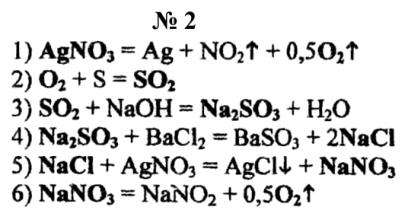 № 2
1) AgNO₃ = Ag + NO₂↑ + 0,5O₂↑
2) O₂ + S = SO₂
3) SO₂ + NaOH = Na₂SO₃ + H₂O
4) Na₂SO₃ + BaCl₂ = BaSO₃ + 2NaCl
5) NaCl + AgNO₃ = AgCl↓ + NaNO₃
6) NaNO₃ = NaNO₂ + 0,5O₂↑